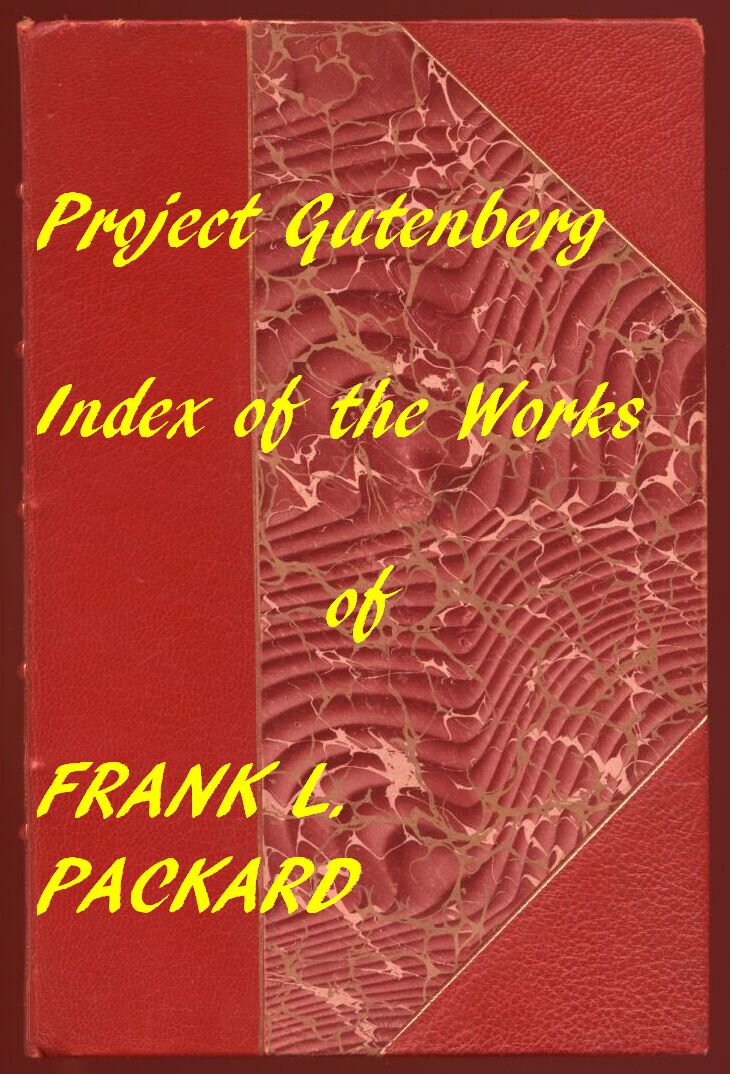 Project Gutenberg
Index of the Works
of
FRANK L.
PACKARD